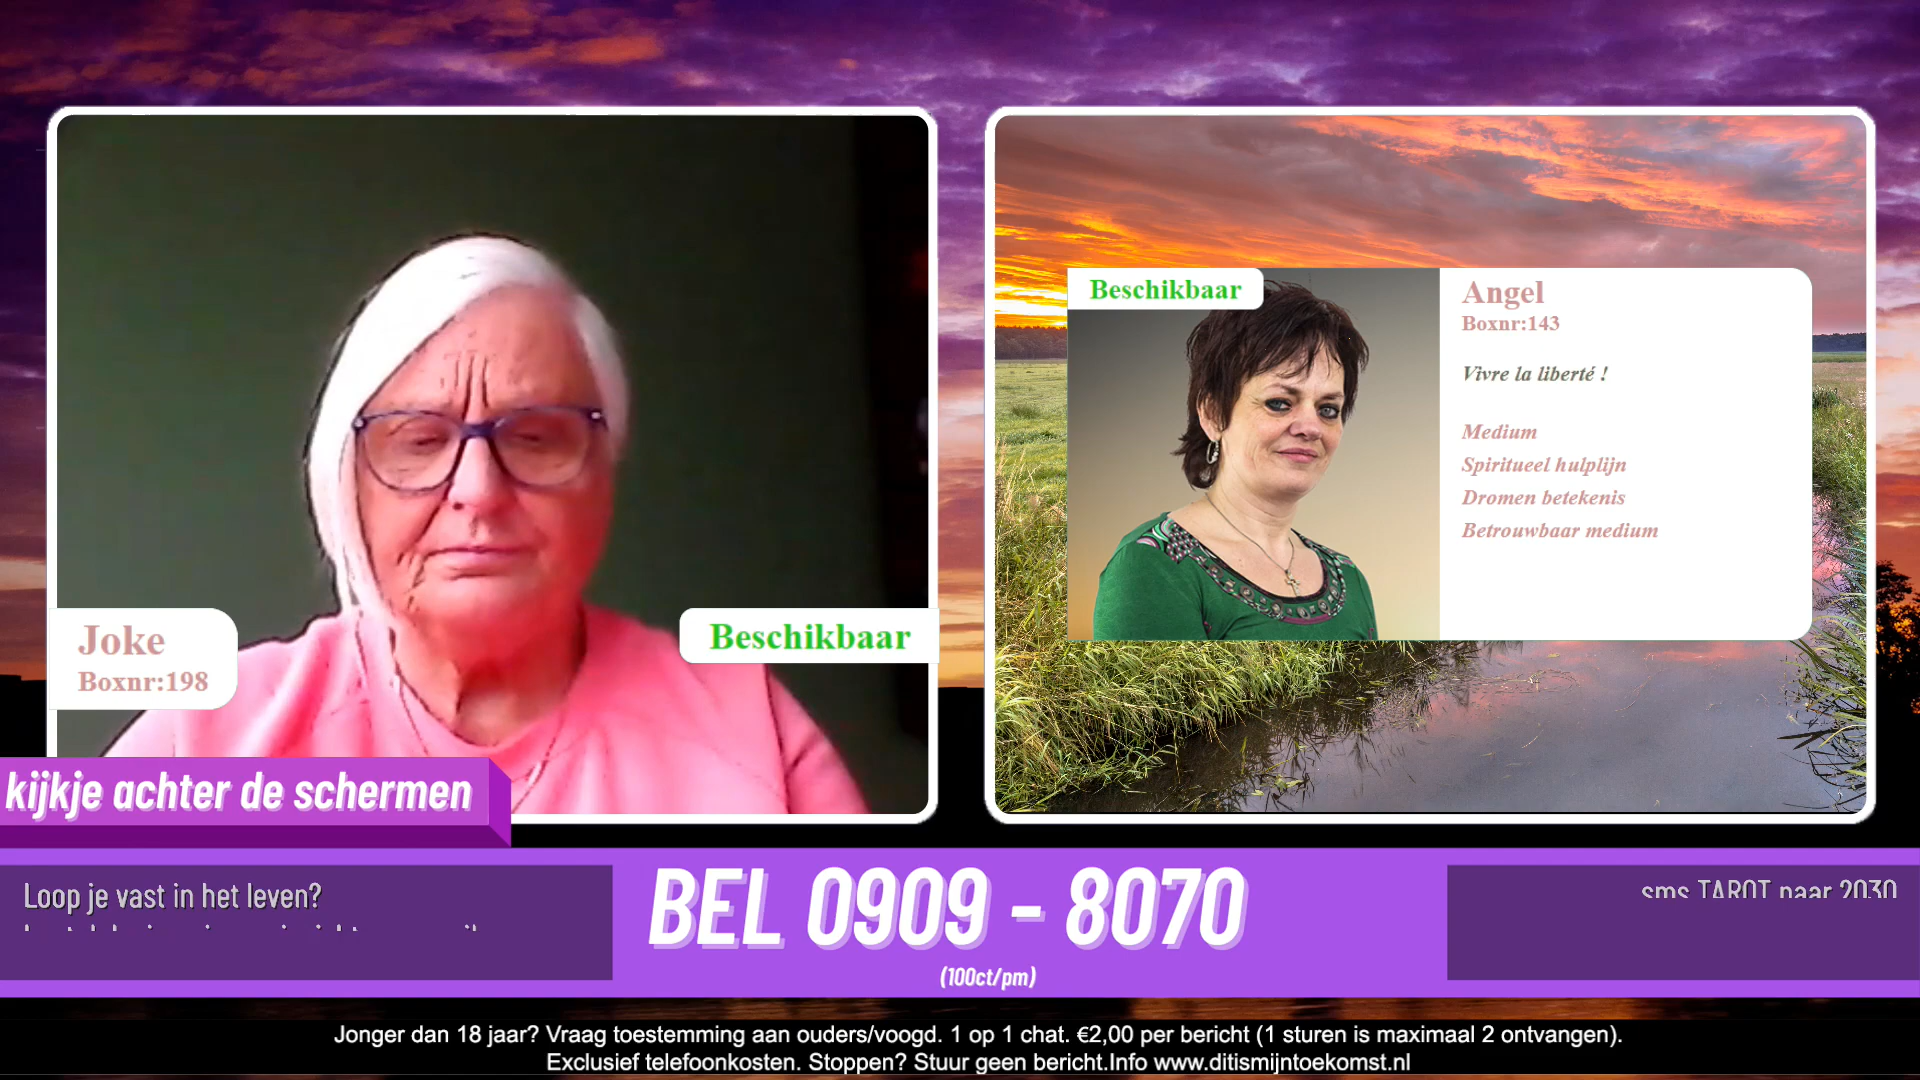 Beschikbaar
Angel
Boxnr:143
Vivre la liberté !
Medium
Spiritueel hulplijn
Dromen betekenis
Betrouwbaar medium
Joke
Boxnr:198
Beschikbaar
kijkje achter de schermen
Loop je vast in het leven?
BEL 0909 - 8070
(100ct/pm)
sms TAROT naar 2030
Jonger dan 18 jaar? Vraag toestemming aan ouders/voogd. 1 op 1 chat. €2,00 per bericht (1 sturen is maximaal 2 ontvangen).
Exclusief telefoonkosten. Stoppen? Stuur geen bericht.Info www.ditismijntoekomst.nl